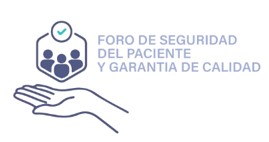 FORO DE SEGURIDAD
DEL PACIENTE
Y GARANTIA DE CALIDAD